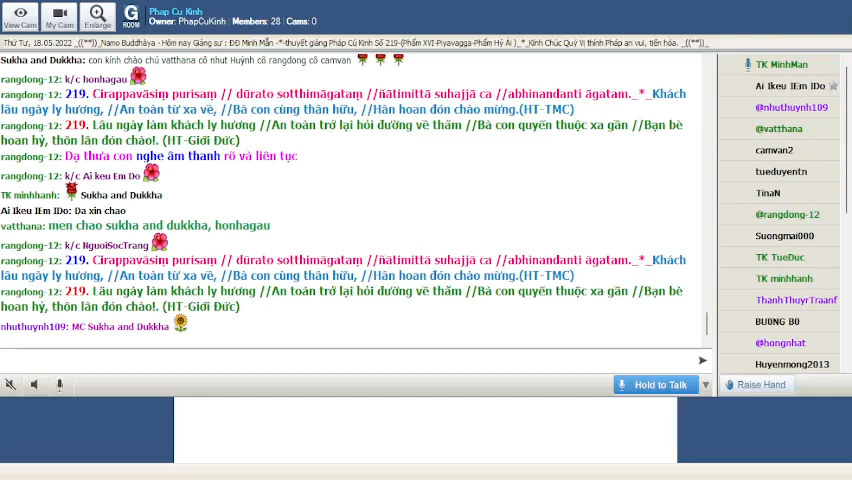 View Cam
My Cam
Enlarge
G
ROOM
Phap Cu Kinh
Owner: PhapCuKinh | Members: 28 | Cams: 0
Thứ Tư, 18.05.2022 _((**))_Namo Buddhàya - Hôm nay Giảng sư : ĐĐ Minh Mẫn -*-thuyết giảng Pháp Cú Kinh Số 219-(Phẩm XVI-Piyavagga-Phẩm Hỷ Ái )_*_Kính Chúc Quý Vị thính Pháp an vui, tiến hóa. _((**))_
Sukha and Dukkha: con kính chào chú vatthana cô nhut Huỳnh cô rangdong cô camvan
rangdong-12: k/c honhagau
rangdong-12: 219. Cirappavāsiṃ purisaṃ // dūrato sotthimāgataṃ //ñātimittā suhajjā ca //abhinandanti āgatam._*_Khách
lâu ngày ly hương, //An toàn từ xa về, //Bà con cùng thân hữu, //Hân hoan đón chào mừng.(HT-TMC)
rangdong-12: 219. Lâu ngày làm khách ly hương //An toàn trở lại hỏi đường về thăm //Bà con quyến thuộc xa gần //Bạn bè
hoan hỷ, thôn lân đón chào!. (HT-Giới Đức)
rangdong-12: Dạ thưa con nghe âm thanh rõ và liên tục
rangdong-12: k/c Ai keu Em Do
TK minhhanh: Sukha and Dukkha
Ai Ikeu IEm IDo: Da xin chao
vatthana: men chao sukha and dukkha, honhagau
rangdong-12: k/c NguoiSocTrang
rangdong-12: 219. Cirappavāsiṃ purisaṃ // dūrato sotthimāgataṃ //ñātimittā suhajjā ca //abhinandanti āgatam._*_Khách
lâu ngày ly hương, //An toàn từ xa về, //Bà con cùng thân hữu, //Hân hoan đón chào mừng.(HT-TMC)
rangdong-12: 219. Lâu ngày làm khách ly hương //An toàn trở lại hỏi đường về thăm //Bà con quyến thuộc xa gần //Bạn bè
hoan hỷ, thôn lân đón chào!. (HT-Giới Đức)
nhuthuynh109: MC Sukha and Dukkha
Hold to Talk
TK MinhMan
Ai Ikeu IEm IDo
@nhuthuynh109
@vatthana
camvan2
tueduyentn
TinaN
@rangdong-12
Suongmai000
TK TueDuc
TK minhhanh
ThanhThuyrTraanf
BU0NG B0
@hongnhat
Huyenmong2013
Raise Hand